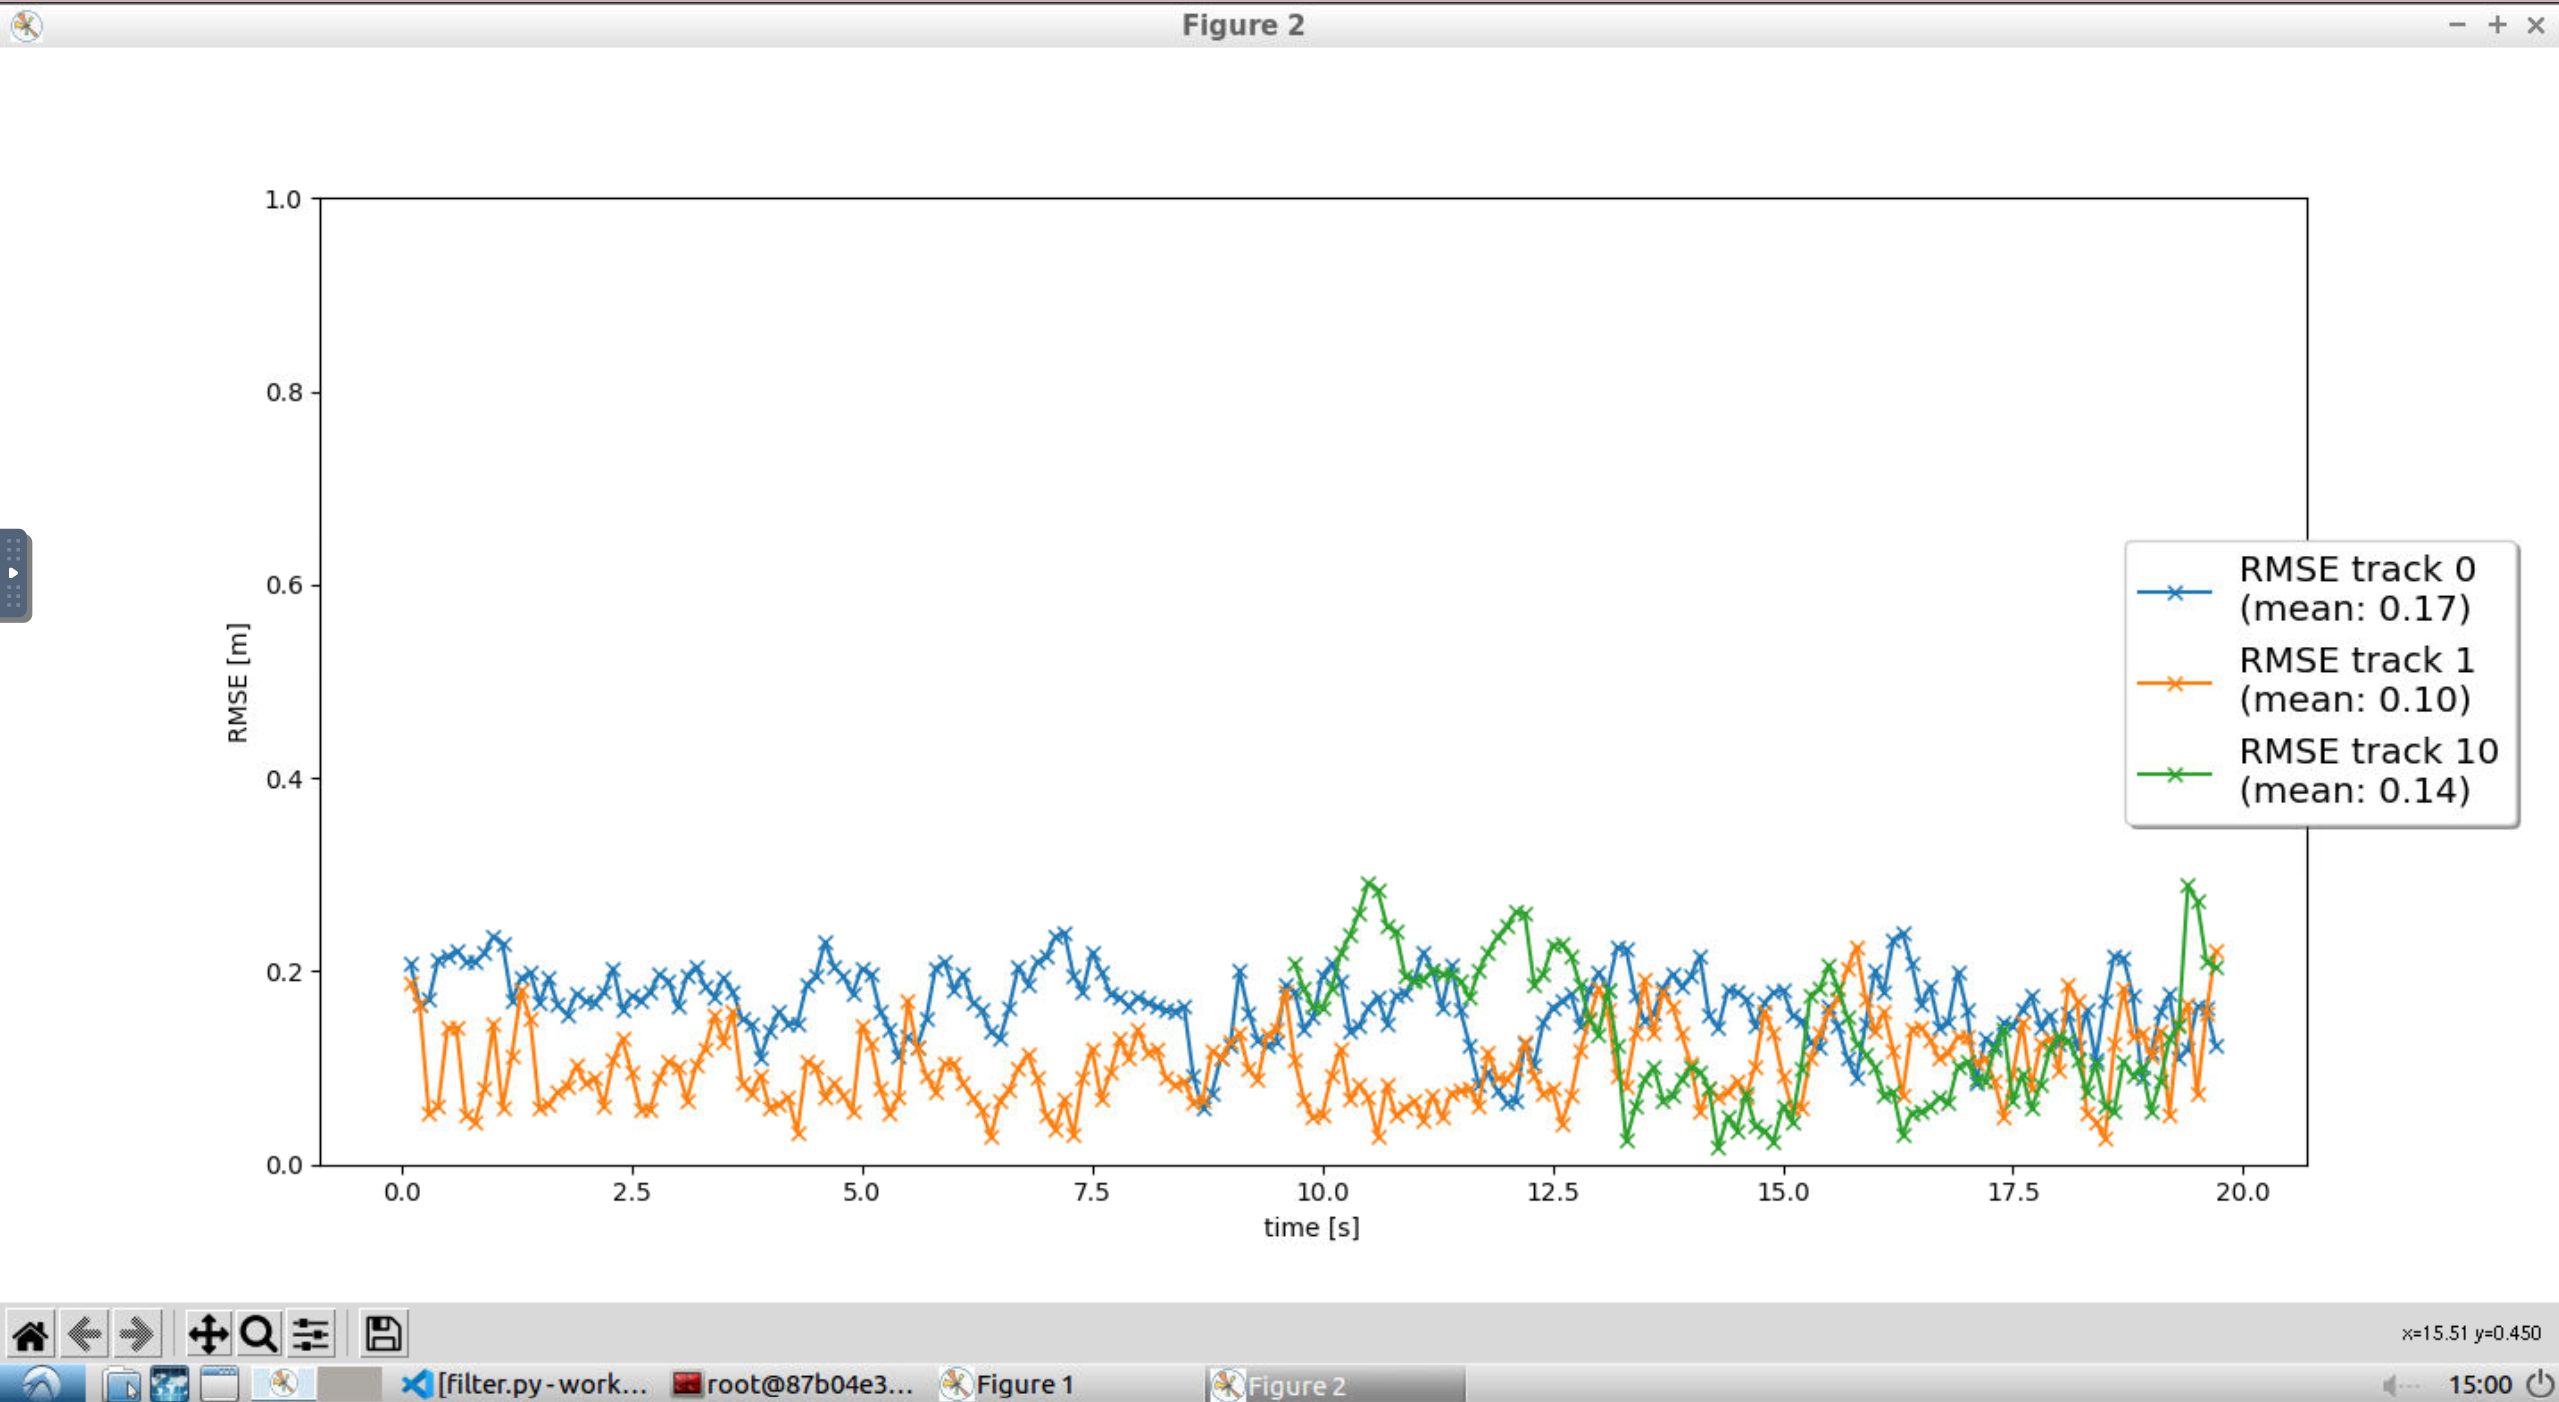 Figure 2
1.0
0.8
0.6
0.4
0.2
0.0
RMSE [m]
0.0 2.5 5.0 7.5 10.0 12.5 15.0 17.5 20.0
time [s]
RMSE track 0
(mean: 0.17)
RMSE track 1
(mean: 0.10)
RMSE track 10
(mean: 0.14)
x=15.51 y=0.450
[filter.py - work... root@87b04e3... Figure 1 Figure 2 15:00